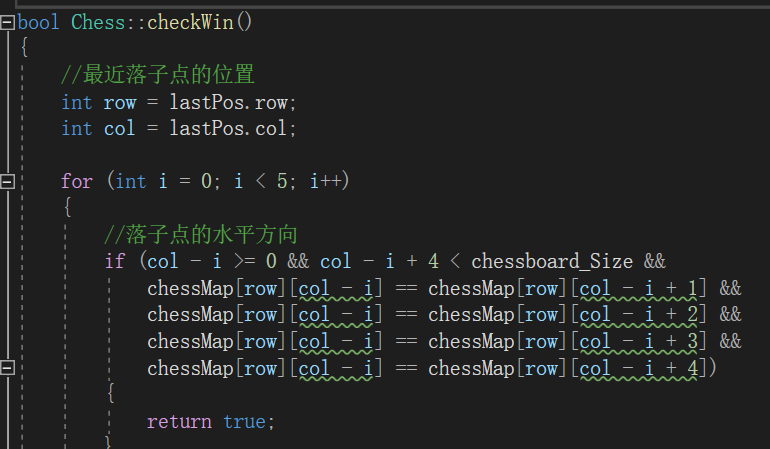 bool Chess::checkWin()
{
//最近落子点的位置
int row = lastPos.row;
int col = lastPos.col;
for (int i = 0; i < 5; i++)
{
//落子点的水平方向
if (col - i >= 0 && col - i + 4 < chessboard_Size &&
chessMap[row][col - i] == chessMap[row][col - i + 1] &&
chessMap[row][col - i] == chessMap[row][col - i + 2] &&
chessMap[row][col - i] == chessMap[row][col - i + 3] &&
chessMap[row][col - i] == chessMap[row][col - i + 4])
{
return true;
}